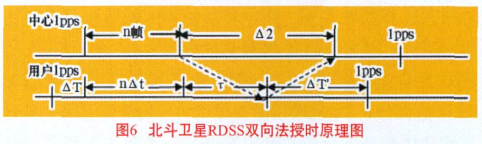 中心1pps
n帧
Δ2
1pps
用户1pps
ΔT
nΔt
τ
ΔT'
1pps
图6 北斗卫星RDSS双向法授时原理图